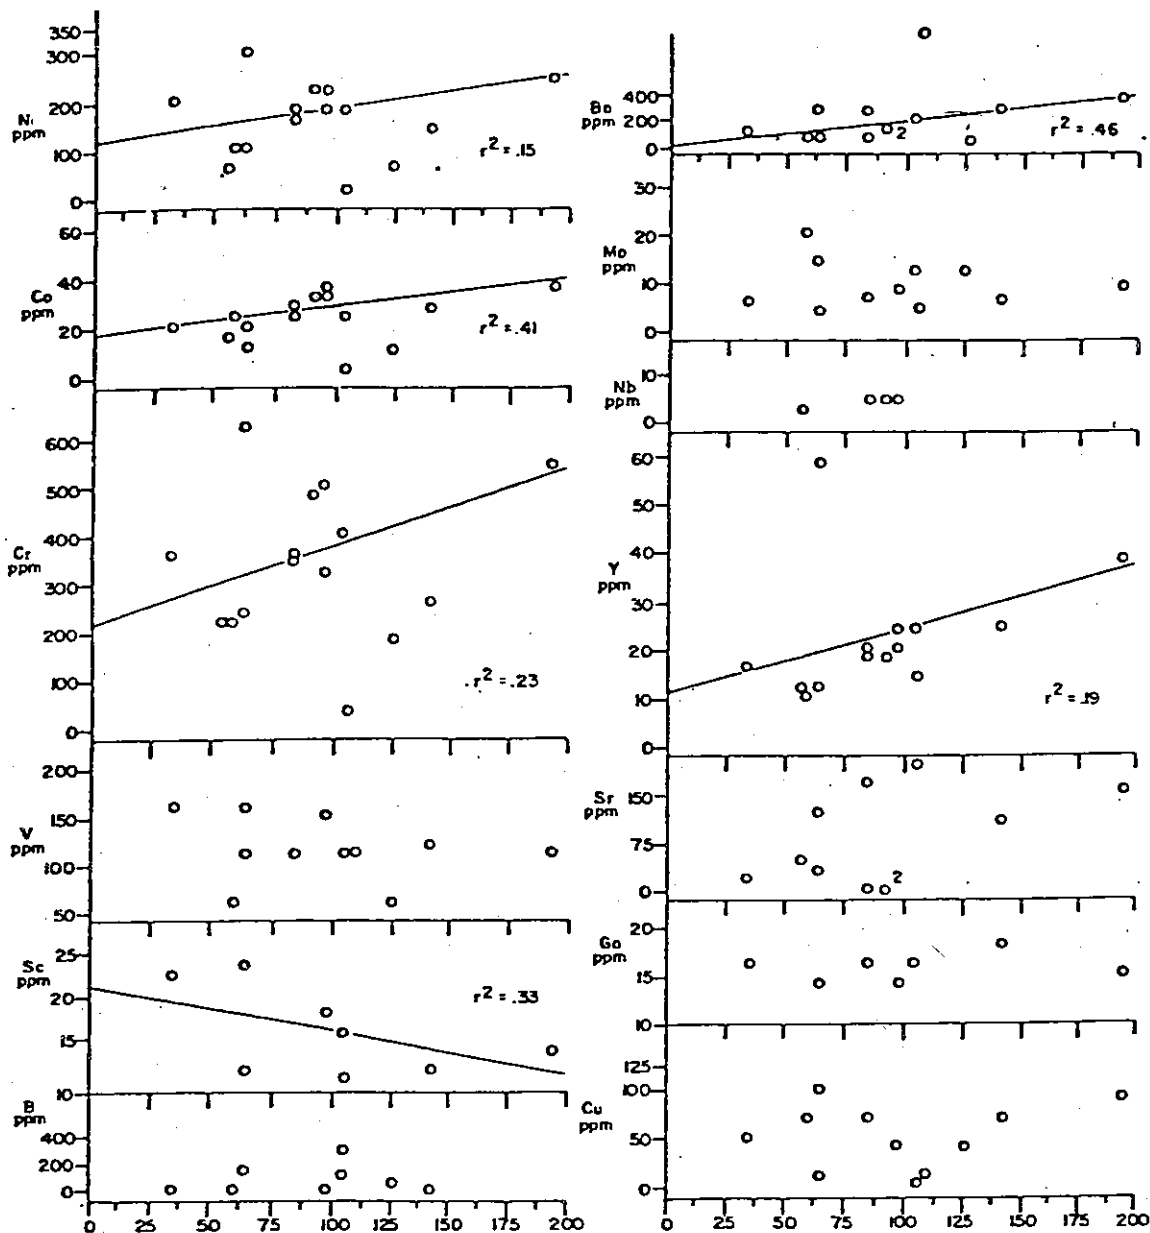 350
300
200
100
0
Ni
ppm
r² = .15
60
40
20
0
Co
ppm
r² = .41
600
500
400
300
200
100
0
Cr
ppm
r² = .23
200
150
100
50
V
ppm
25
20
15
10
Sc
ppm
r² = .33
B
ppm
400
200
0
0 25 50 75 100 125 150 175 200
400
200
0
Ba
ppm
2
r² = .46
30
20
10
0
Mo
ppm
10
0
Nb
ppm
60
50
40
30
20
10
0
Y
ppm
r² = .19
150
75
0
Sr
ppm
2
20
15
10
Ga
ppm
125
100
50
0
Cu
ppm
0 25 50 75 100 125 150 175 200